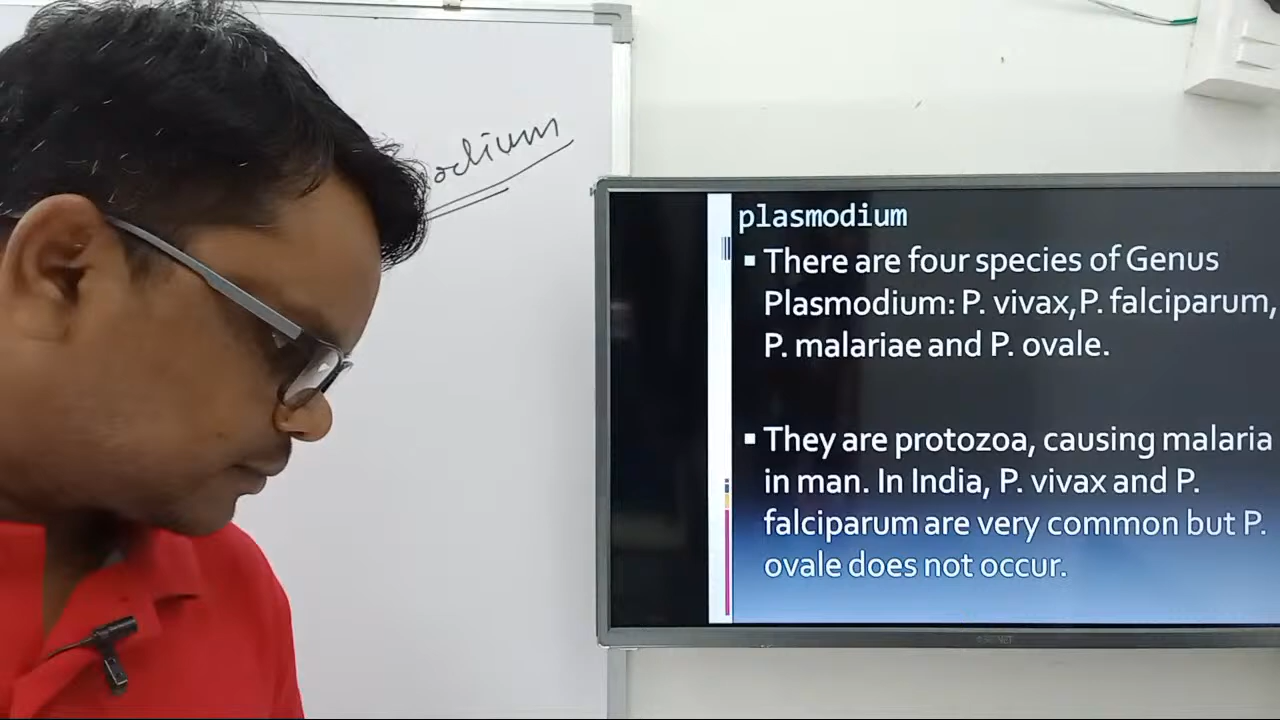 odium
plasmodium
▪ There are four species of Genus
Plasmodium: P. vivax,P. falciparum,
P. malariae and P. ovale.
▪ They are protozoa, causing malaria
in man. In India, P. vivax and P.
falciparum are very common but P.
ovale does not occur.